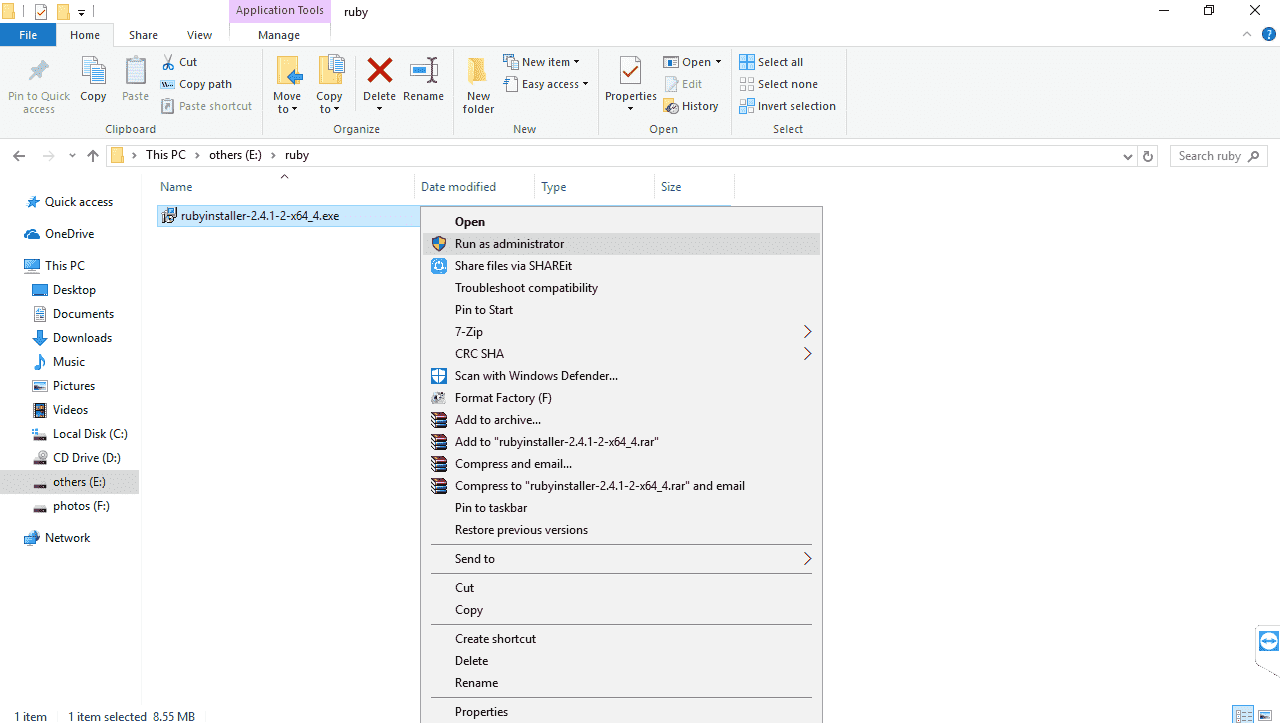 Application Tools
ruby
File
Home
Share
View
Manage
Pin to Quick access
Copy
Paste
Cut
Copy path
Paste shortcut
Clipboard
Move to
Copy to
Delete
Rename
Organize
New folder
New item
Easy access
New
Properties
Open
Edit
History
Open
Select all
Select none
Invert selection
Select
This PC > others (E:) > ruby
Search ruby
Name
Date modified
Type
Size
Quick access
OneDrive
This PC
Desktop
Documents
Downloads
Music
Pictures
Videos
Local Disk (C:)
CD Drive (D:)
others (E:)
photos (F:)
Network
rubyinstaller-2.4.1-2-x64_4.exe
Open
Run as administrator
Share files via SHAREit
Troubleshoot compatibility
Pin to Start
7-Zip
CRC SHA
Scan with Windows Defender...
Format Factory (F)
Add to archive...
Add to "rubyinstaller-2.4.1-2-x64_4.rar"
Compress and email...
Compress to "rubyinstaller-2.4.1-2-x64_4.rar" and email
Pin to taskbar
Restore previous versions
Send to
Cut
Copy
Create shortcut
Delete
Rename
Properties
1 item
1 item selected 8.55 MB